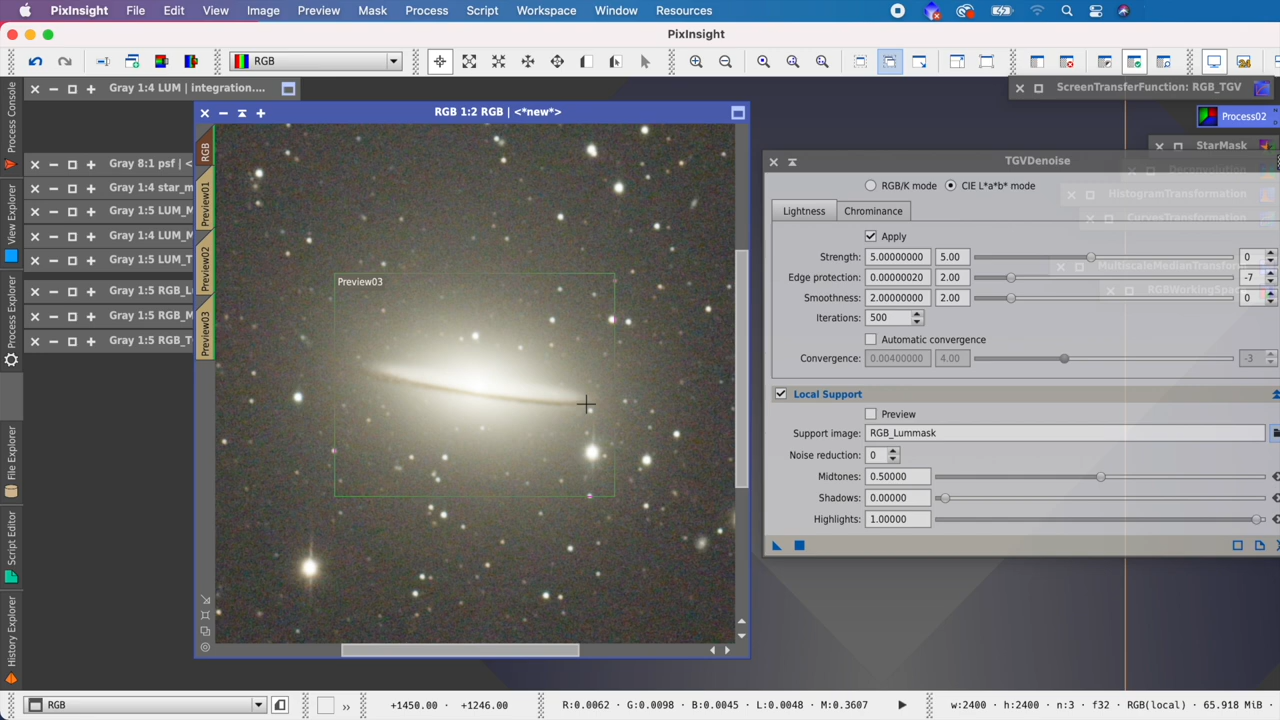 PixInsight File Edit View Image Preview Mask Process Script Workspace Window Resources
PixInsight
RGB
Process Console
View Explorer
Process Explorer
File Explorer
Script Editor
History Explorer
Gray 1:4 LUM | integration....
Gray 8:1 psf | <
Gray 1:4 star_m
Gray 1:5 LUM_M
Gray 1:4 LUM_M
Gray 1:5 LUM_T
Gray 1:5 RGB_L
Gray 1:5 RGB_M
Gray 1:5 RGB_T
RGB 1:2 RGB | <*new*>
RGB
Preview01
Preview02
Preview03
Preview03
ScreenTransferFunction: RGB_TGV
Process02
StarMask
Deconvolution
HistogramTransformation
CurvesTransformation
MultiscaleMedianTransfor
RGBWorkingSpa
TGVDenoise
RGB/K mode CIE L*a*b* mode
Lightness Chrominance
Apply
Strength: 5.00000000 5.00 0
Edge protection: 0.00000020 2.00 -7
Smoothness: 2.00000000 2.00 0
Iterations: 500
Automatic convergence
Convergence: 0.00400000 4.00 -3
Local Support
Preview
Support image: RGB_Lummask
Noise reduction: 0
Midtones: 0.50000
Shadows: 0.00000
Highlights: 1.00000
RGB
+1450.00 · +1246.00
R:0.0062 · G:0.0098 · B:0.0045 · L:0.0048 · M:0.3607
w:2400 · h:2400 · n:3 · f32 · RGB(local) · 65.918 MiB